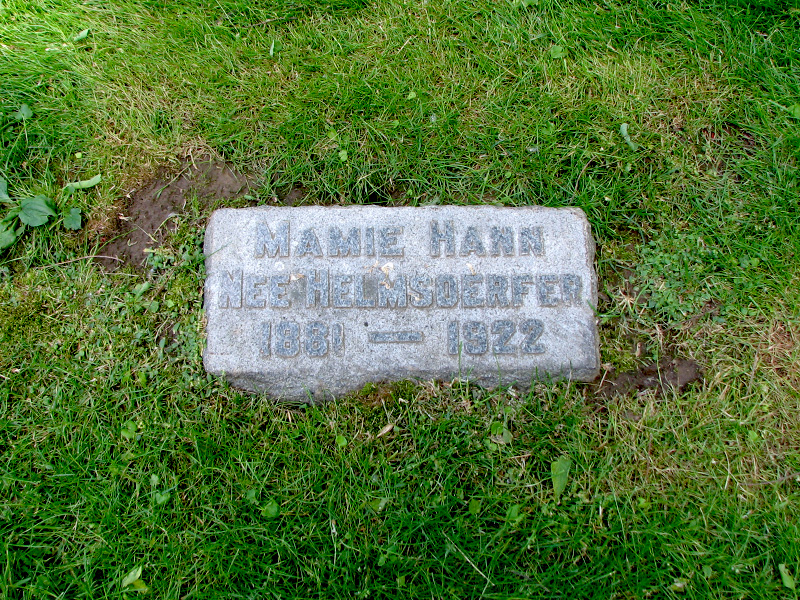 MAMIE HAHN
NEE HELMSDOERFER
1881 — 1922